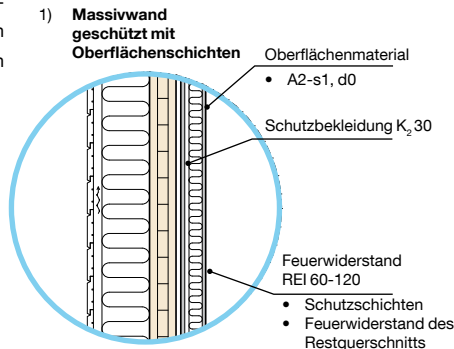 1) Massivwand
geschützt mit
Oberflächenschichten
Oberflächenmaterial
• A2-s1, d0
Schutzbekleidung K₂30
Feuerwiderstand
REI 60-120
• Schutzschichten
• Feuerwiderstand des
Restquerschnitts